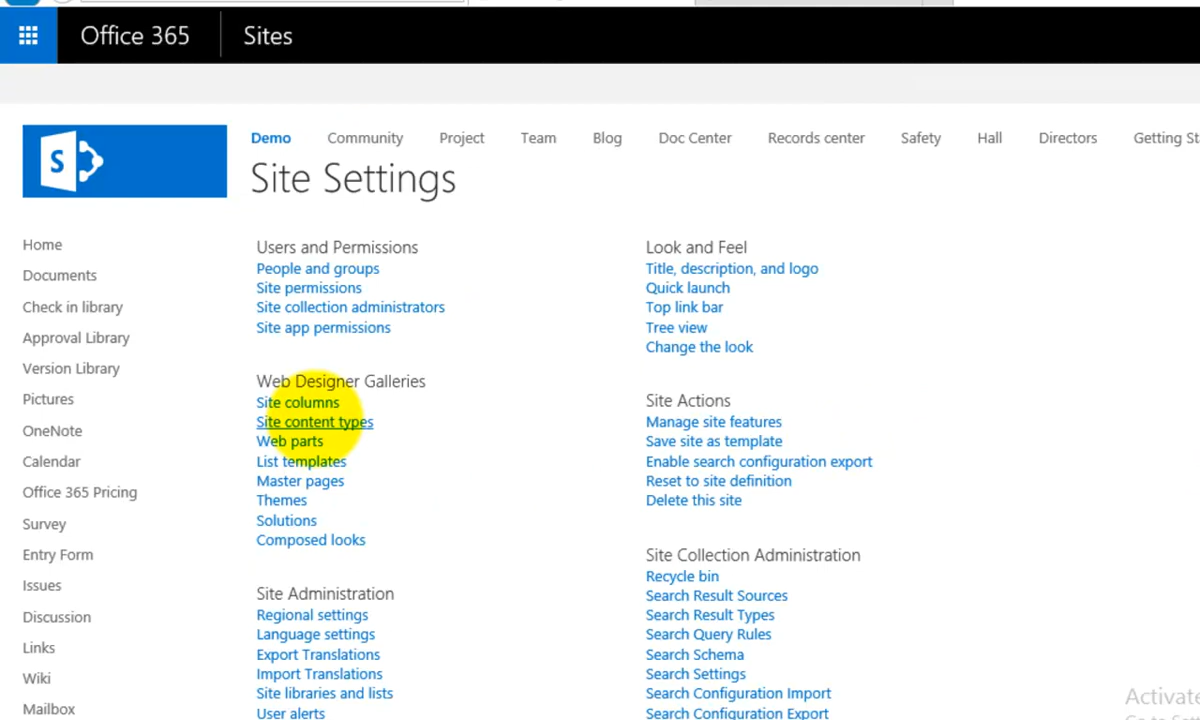 Office 365
Sites
S
Demo
Community
Project
Team
Blog
Doc Center
Records center
Safety
Hall
Directors
Getting St
Site Settings
Home
Documents
Check in library
Approval Library
Version Library
Pictures
OneNote
Calendar
Office 365 Pricing
Survey
Entry Form
Issues
Discussion
Links
Wiki
Mailbox
Users and Permissions
People and groups
Site permissions
Site collection administrators
Site app permissions
Web Designer Galleries
Site columns
Site content types
Web parts
List templates
Master pages
Themes
Solutions
Composed looks
Site Administration
Regional settings
Language settings
Export Translations
Import Translations
Site libraries and lists
User alerts
Look and Feel
Title, description, and logo
Quick launch
Top link bar
Tree view
Change the look
Site Actions
Manage site features
Save site as template
Enable search configuration export
Reset to site definition
Delete this site
Site Collection Administration
Recycle bin
Search Result Sources
Search Result Types
Search Query Rules
Search Schema
Search Settings
Search Configuration Import
Search Configuration Export
Activate